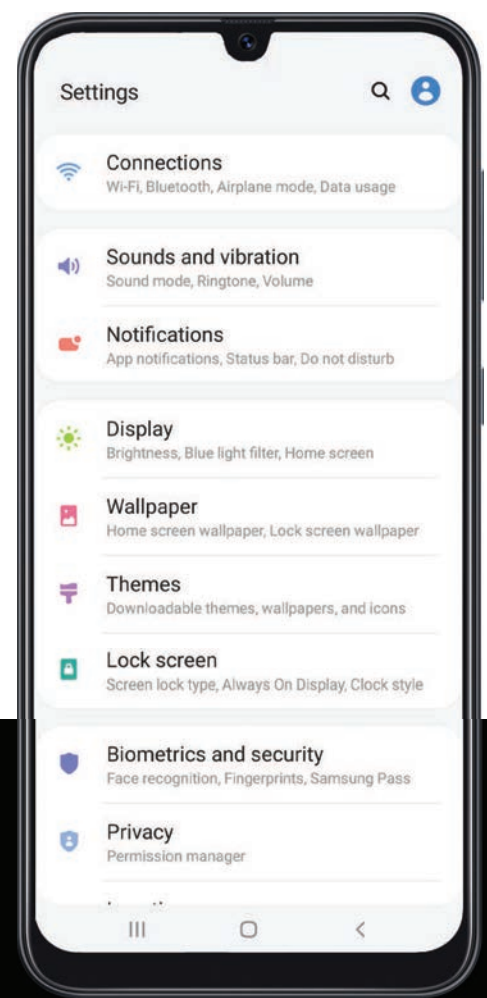 Settings
Connections
Wi-Fi, Bluetooth, Airplane mode, Data usage
Sounds and vibration
Sound mode, Ringtone, Volume
Notifications
App notifications, Status bar, Do not disturb
Display
Brightness, Blue light filter, Home screen
Wallpaper
Home screen wallpaper, Lock screen wallpaper
Themes
Downloadable themes, wallpapers, and icons
Lock screen
Screen lock type, Always On Display, Clock style
Biometrics and security
Face recognition, Fingerprints, Samsung Pass
Privacy
Permission manager